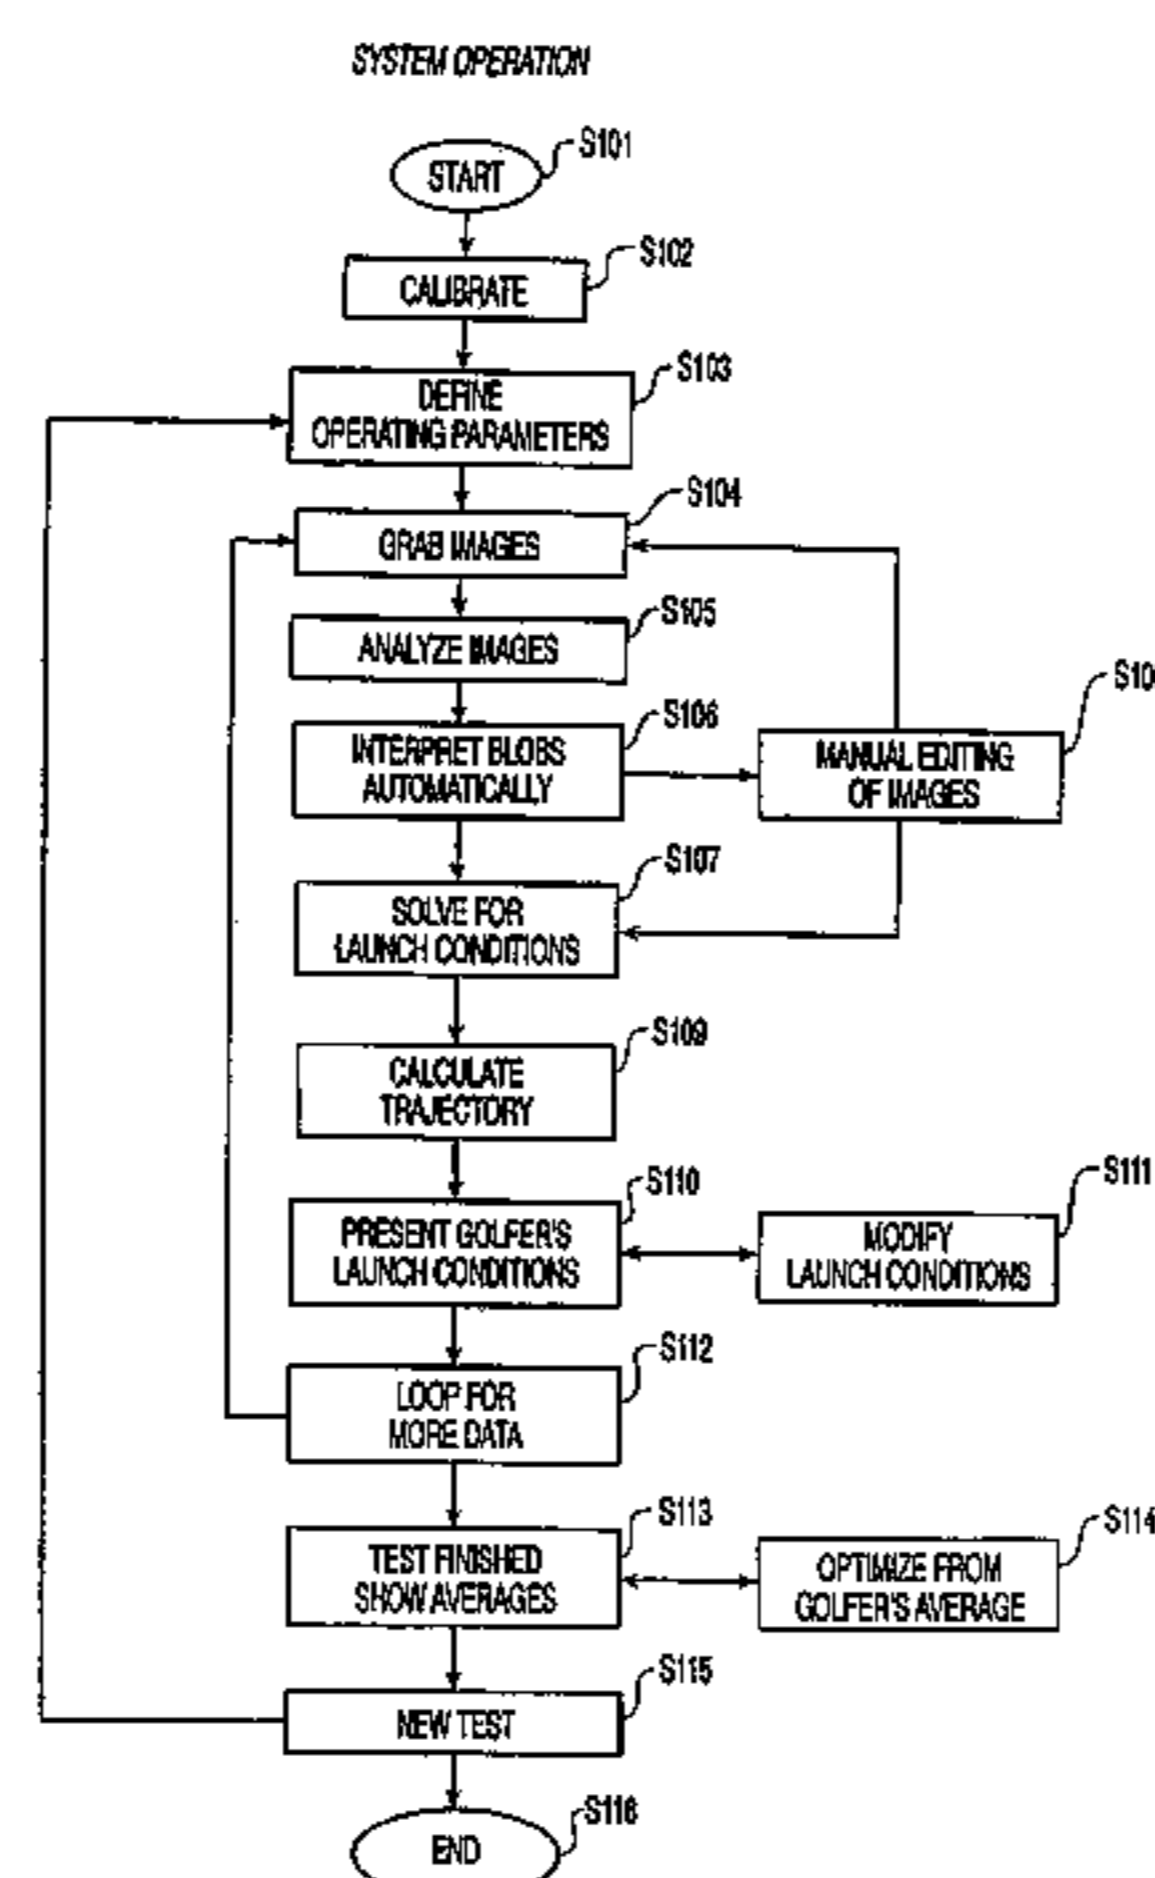 SYSTEM OPERATION
START
S101
CALIBRATE
S102
DEFINE
OPERATING PARAMETERS
S103
GRAB IMAGES
S104
ANALYZE IMAGES
S105
INTERPRET BLOBS
AUTOMATICALLY
S106
MANUAL EDITING
OF IMAGES
S10
SOLVE FOR
LAUNCH CONDITIONS
S107
CALCULATE
TRAJECTORY
S109
PRESENT GOLFER'S
LAUNCH CONDITIONS
S110
MODIFY
LAUNCH CONDITIONS
S111
LOOP FOR
MORE DATA
S112
TEST FINISHED
SHOW AVERAGES
S113
OPTIMIZE FROM
GOLFER'S AVERAGE
S114
NEW TEST
S115
END
S116